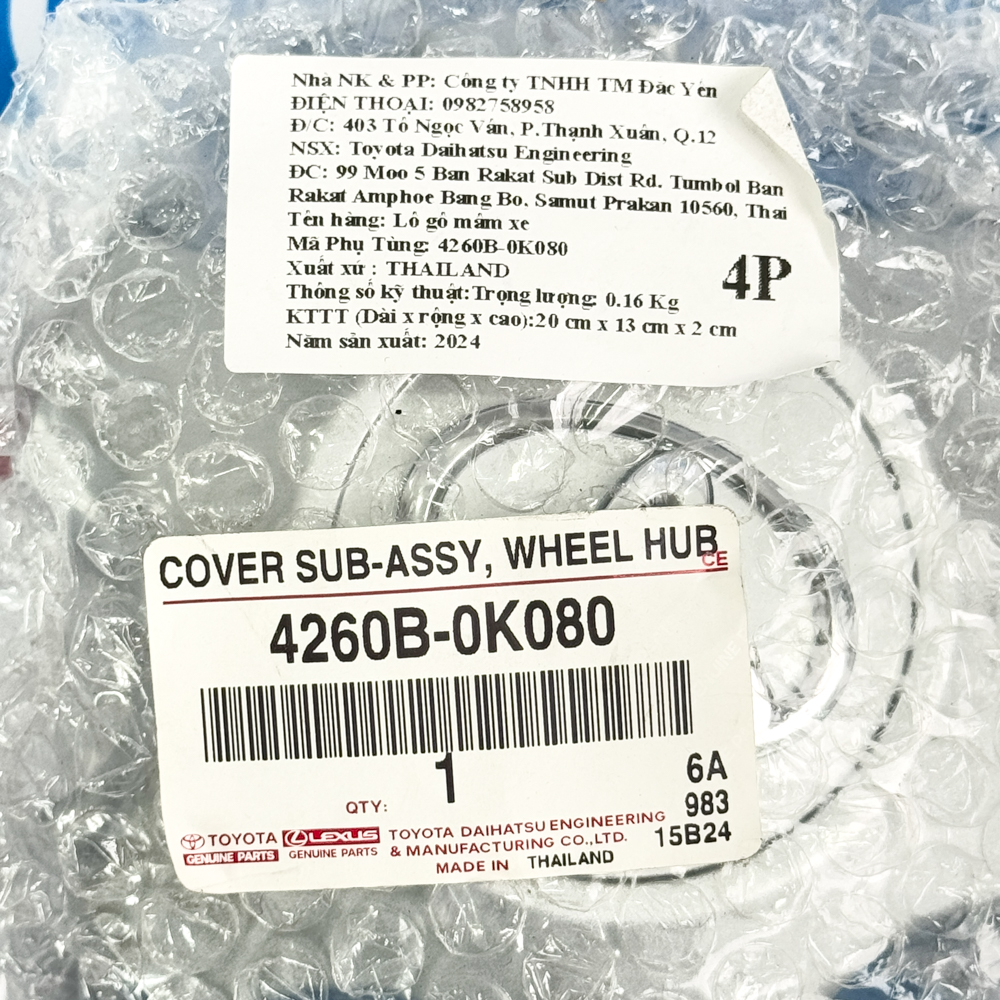 Nhà NK & PP: Công ty TNHH TM Đắc Yến
ĐIỆN THOẠI: 0982758958
Đ/C: 403 Tô Ngọc Vân, P.Thạnh Xuân, Q.12
NSX: Toyota Daihatsu Engineering
ĐC: 99 Moo 5 Ban Rakat Sub Dist Rd. Tumbol Ban
Rakat Amphoe Bang Bo. Samut Prakan 10560, Thai
Tên hàng: Lô gô mâm xe
Mã Phụ Tùng: 4260B-0K080
Xuất xứ : THAILAND
Thông số kỹ thuật:Trọng lượng: 0.16 Kg
KTTT (Dài x rộng x cao):20 cm x 13 cm x 2 cm
Năm sản xuất: 2024
4P
COVER SUB-ASSY, WHEEL HUB
CE
4260B-0K080
QTY: 1
6A
983
15B24
TOYOTA
GENUINE PARTS
LEXUS
GENUINE PARTS
TOYOTA DAIHATSU ENGINEERING
& MANUFACTURING CO.,LTD.
MADE IN THAILAND